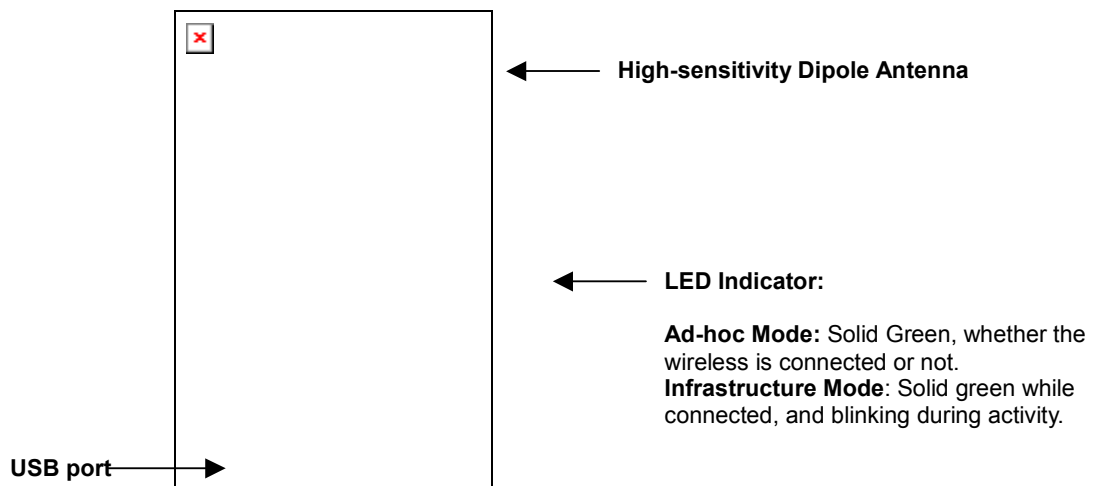 High-sensitivity Dipole Antenna
LED Indicator:
Ad-hoc Mode: Solid Green, whether the
wireless is connected or not.
Infrastructure Mode: Solid green while
connected, and blinking during activity.
USB port